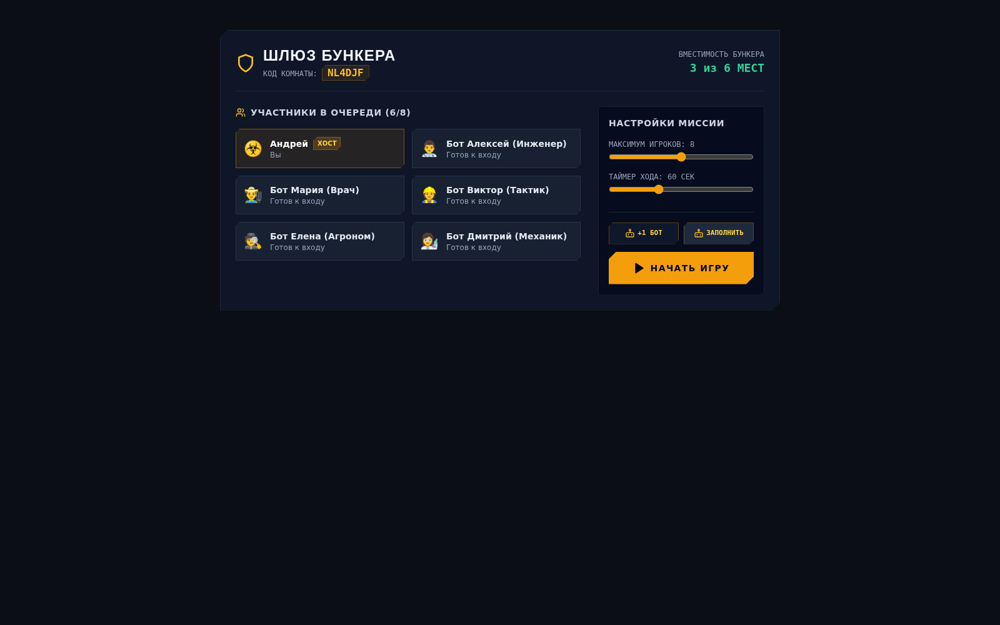 ШЛЮЗ БУНКЕРА
КОД КОМНАТЫ: NL4DJF
ВМЕСТИМОСТЬ БУНКЕРА
3 из 6 МЕСТ
УЧАСТНИКИ В ОЧЕРЕДИ (6/8)
Андрей ХОСТ
Вы
Бот Алексей (Инженер)
Готов к входу
Бот Мария (Врач)
Готов к входу
Бот Виктор (Тактик)
Готов к входу
Бот Елена (Агроном)
Готов к входу
Бот Дмитрий (Механик)
Готов к входу
НАСТРОЙКИ МИССИИ
МАКСИМУМ ИГРОКОВ: 8
ТАЙМЕР ХОДА: 60 СЕК
+1 БОТ
ЗАПОЛНИТЬ
НАЧАТЬ ИГРУ